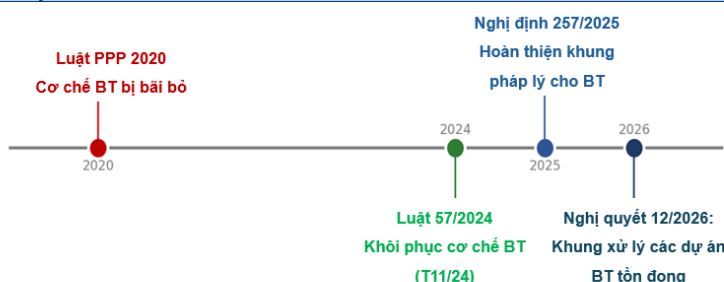 Luật PPP 2020
Cơ chế BT bị bãi bỏ
2020
2024
Luật 57/2024
Khôi phục cơ chế BT
(T11/24)
Nghị định 257/2025
Hoàn thiện khung
pháp lý cho BT
2025
2026
Nghị quyết 12/2026:
Khung xử lý các dự án
BT tồn đọng